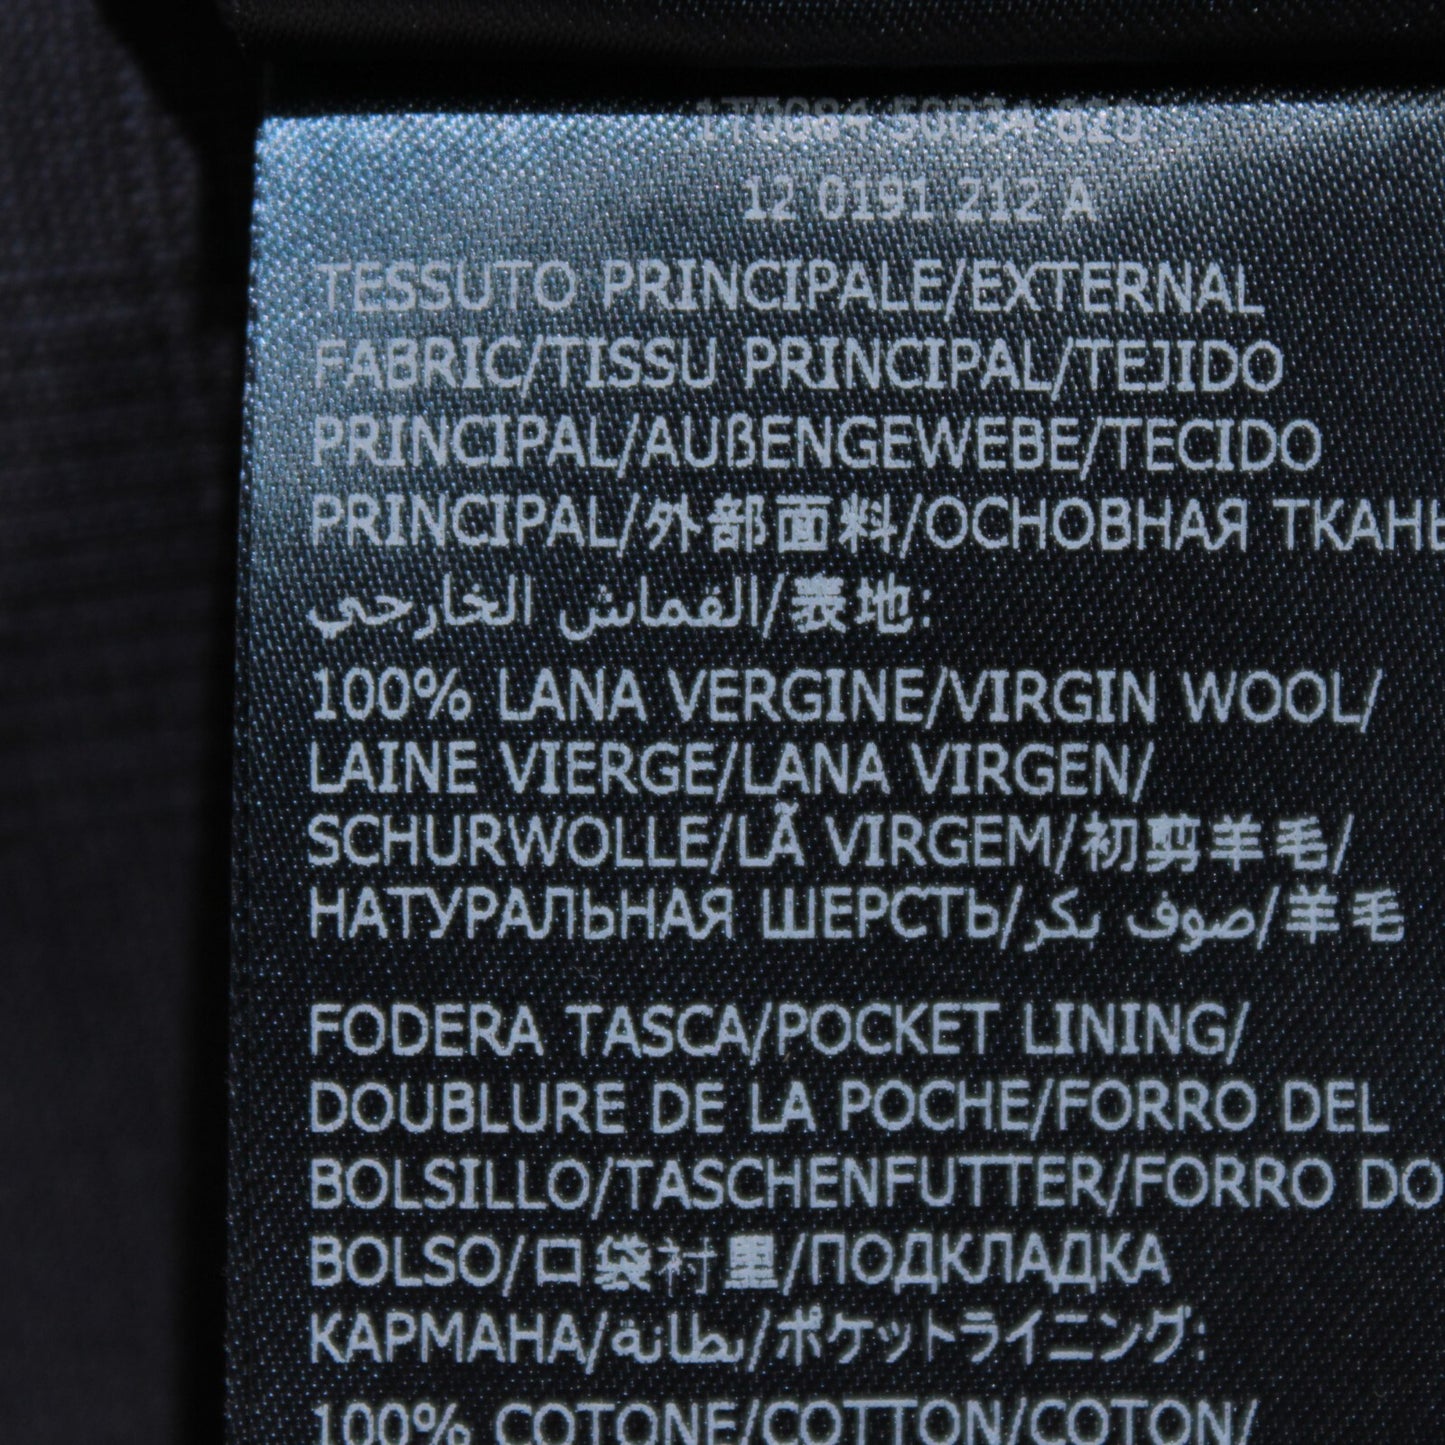 1T0084 50034 820
12 0191 212 A
TESSUTO PRINCIPALE/EXTERNAL
FABRIC/TISSU PRINCIPAL/TEJIDO
PRINCIPAL/AUßENGEWEBE/TECIDO
PRINCIPAL/外部面料/ОСНОВНАЯ ТКАНЬ
القماش الخارجي/表地:
100% LANA VERGINE/VIRGIN WOOL/
LAINE VIERGE/LANA VIRGEN/
SCHURWOLLE/LÃ VIRGEM/初剪羊毛/
НАТУРАЛЬНАЯ ШЕРСТЬ/صوف بكر/羊毛
FODERA TASCA/POCKET LINING/
DOUBLURE DE LA POCHE/FORRO DEL
BOLSILLO/TASCHENFUTTER/FORRO DO
BOLSO/口袋衬里/ПОДКЛАДКА
КАРМАНА/بطانة/ポケットライニング:
100% COTONE/COTTON/COTON/